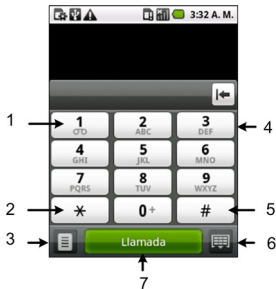 3:32 A. M.
1 1 2 3 4
ABC DEF
4 5 6
GHI JKL MNO
7 8 9
PQRS TUV WXYZ
2 * 0+ # 5
3 Llamada 6
7